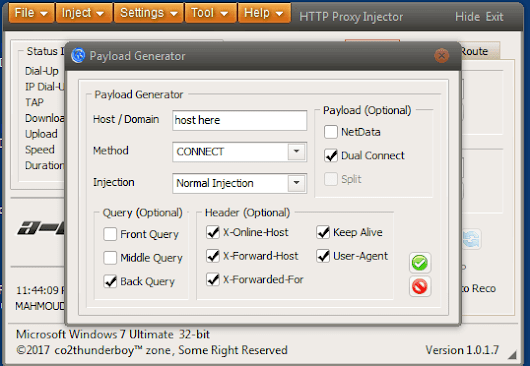 File Inject Settings Tool Help HTTP Proxy Injector Hide Exit
Payload Generator
Status I
Route
Dial-Up
IP Dial-U
TAP
Downloa
Upload
Speed
Duration
Payload Generator
Host / Domain host here
Method CONNECT
Injection Normal Injection
Payload (Optional)
NetData
Dual Connect
Split
Query (Optional)
Front Query
Middle Query
Back Query
Header (Optional)
X-Online-Host Keep Alive
X-Forward-Host User-Agent
X-Forwarded-For
11:44:09 P
to Reco
MAHMOUD
Microsoft Windows 7 Ultimate 32-bit
©2017 co2thunderboy™ zone, Some Right Reserved Version 1.0.1.7